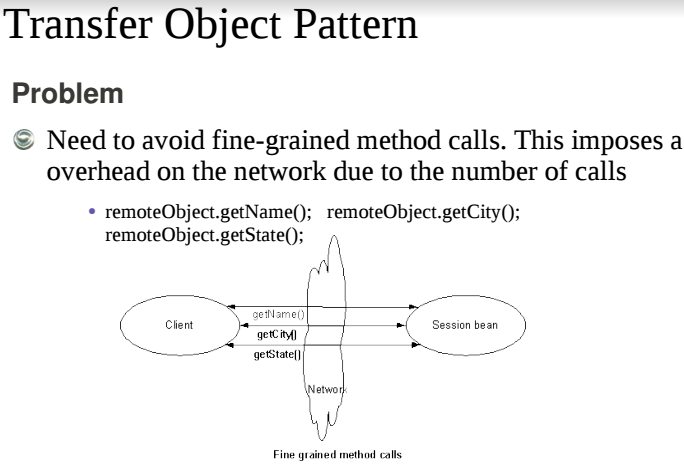 Transfer Object Pattern
Problem
Need to avoid fine-grained method calls. This imposes a
overhead on the network due to the number of calls
• remoteObject.getName(); remoteObject.getCity();
remoteObject.getState();
getName()
Client
Session bean
getCity()
getState()
Network
Fine grained method calls